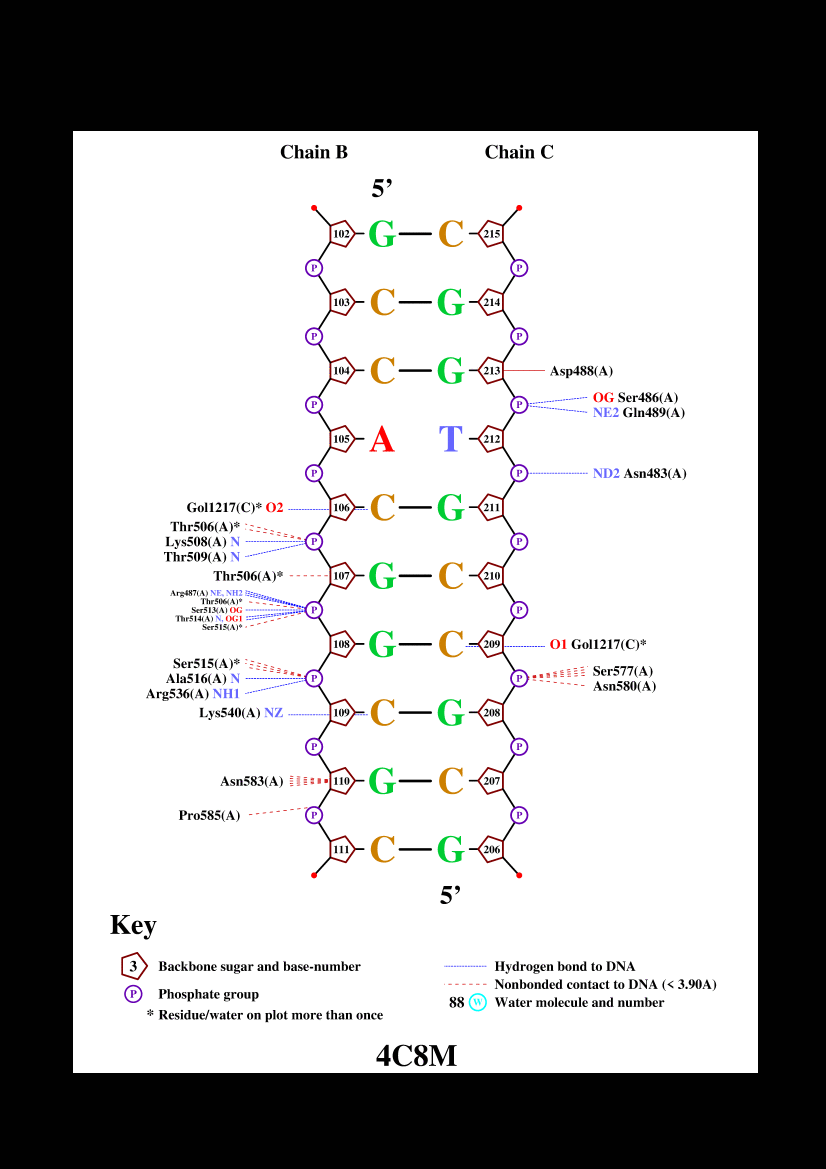 Chain B Chain C
5’
102 G C 215
P P
103 C G 214
P P
104 C G 213 Asp488(A)
P P OG Ser486(A)
NE2 Gln489(A)
105 A T 212
P P ND2 Asn483(A)
Gol1217(C)* O2 106 C G 211
Thr506(A)*
Lys508(A) N P P
Thr509(A) N
Thr506(A)* 107 G C 210
Arg487(A) NE, NH2
Thr506(A)*
Ser513(A) OG P P
Thr514(A) N, OG1
Ser515(A)*
108 G C 209 O1 Gol1217(C)*
Ser515(A)* Ser577(A)
Ala516(A) N P P
Arg536(A) NH1 Asn580(A)
Lys540(A) NZ 109 C G 208
P P
Asn583(A) 110 G C 207
Pro585(A) P P
111 C G 206
5’
Key
3 Backbone sugar and base-number
P Phosphate group
* Residue/water on plot more than once
Hydrogen bond to DNA
Nonbonded contact to DNA (< 3.90A)
88 W Water molecule and number
4C8M